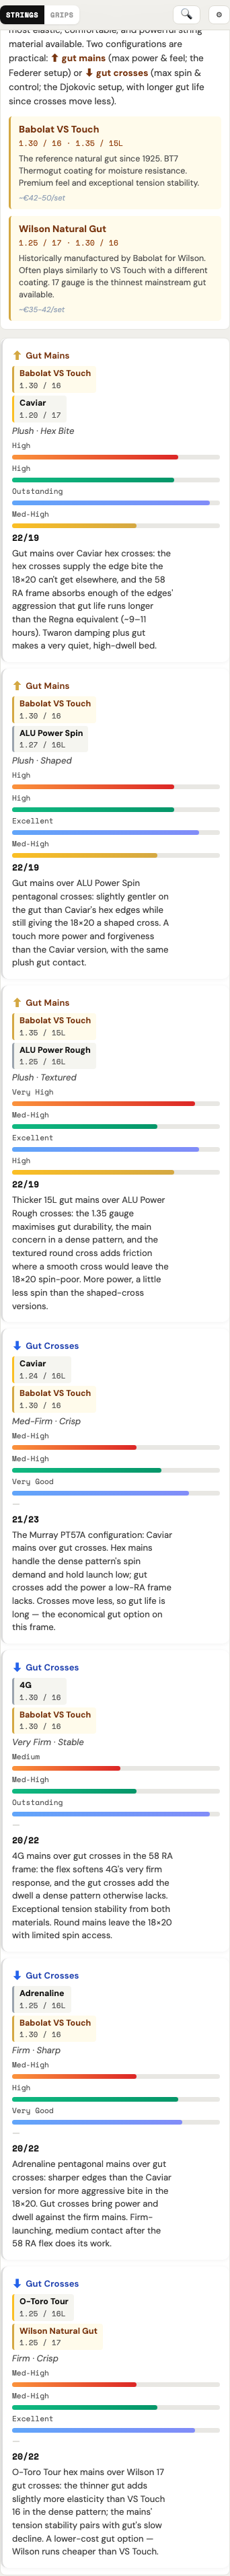 STRINGS GRIPS
most elastic, comfortable, and powerful string
material available. Two configurations are
practical: ⬆ gut mains (max power & feel; the
Federer setup) or ⬇ gut crosses (max spin &
control; the Djokovic setup, with longer gut life
since crosses move less).
Babolat VS Touch
1.30 / 16 · 1.35 / 15L
The reference natural gut since 1925. BT7
Thermogut coating for moisture resistance.
Premium feel and exceptional tension stability.
~€42-50/set
Wilson Natural Gut
1.25 / 17 · 1.30 / 16
Historically manufactured by Babolat for Wilson.
Often plays similarly to VS Touch with a different
coating. 17 gauge is the thinnest mainstream gut
available.
~€35-42/set
⬆ Gut Mains
Babolat VS Touch
1.30 / 16
Caviar
1.20 / 17
Plush · Hex Bite
High
High
Outstanding
Med-High
22/19
Gut mains over Caviar hex crosses: the
hex crosses supply the edge bite the
18×20 can't get elsewhere, and the 58
RA frame absorbs enough of the edges'
aggression that gut life runs longer
than the Regna equivalent (~9–11
hours). Twaron damping plus gut
makes a very quiet, high-dwell bed.
⬆ Gut Mains
Babolat VS Touch
1.30 / 16
ALU Power Spin
1.27 / 16L
Plush · Shaped
High
High
Excellent
Med-High
22/19
Gut mains over ALU Power Spin
pentagonal crosses: slightly gentler on
the gut than Caviar's hex edges while
still giving the 18×20 a shaped cross. A
touch more power and forgiveness
than the Caviar version, with the same
plush gut contact.
⬆ Gut Mains
Babolat VS Touch
1.35 / 15L
ALU Power Rough
1.25 / 16L
Plush · Textured
Very High
Med-High
Excellent
High
22/19
Thicker 15L gut mains over ALU Power
Rough crosses: the 1.35 gauge
maximises gut durability, the main
concern in a dense pattern, and the
textured round cross adds friction
where a smooth cross would leave the
18×20 spin-poor. More power, a little
less spin than the shaped-cross
versions.
⬇ Gut Crosses
Caviar
1.24 / 16L
Babolat VS Touch
1.30 / 16
Med-Firm · Crisp
Med-High
Med-High
Very Good
—
21/23
The Murray PT57A configuration: Caviar
mains over gut crosses. Hex mains
handle the dense pattern's spin
demand and hold launch low; gut
crosses add the power a low-RA frame
lacks. Crosses move less, so gut life is
long — the economical gut option on
this frame.
⬇ Gut Crosses
4G
1.30 / 16
Babolat VS Touch
1.30 / 16
Very Firm · Stable
Medium
Med-High
Outstanding
—
20/22
4G mains over gut crosses in the 58 RA
frame: the flex softens 4G's very firm
response, and the gut crosses add the
dwell a dense pattern otherwise lacks.
Exceptional tension stability from both
materials. Round mains leave the 18×20
with limited spin access.
⬇ Gut Crosses
Adrenaline
1.25 / 16L
Babolat VS Touch
1.30 / 16
Firm · Sharp
Med-High
High
Very Good
—
20/22
Adrenaline pentagonal mains over gut
crosses: sharper edges than the Caviar
version for more aggressive bite in the
18×20. Gut crosses bring power and
dwell against the firm mains. Firm-
launching, medium contact after the
58 RA flex does its work.
⬇ Gut Crosses
O-Toro Tour
1.25 / 16L
Wilson Natural Gut
1.25 / 17
Firm · Crisp
Med-High
Med-High
Excellent
—
20/22
O-Toro Tour hex mains over Wilson 17
gut crosses: the thinner gut adds
slightly more elasticity than VS Touch
16 in the dense pattern; the mains'
tension stability pairs with gut's slow
decline. A lower-cost gut option —
Wilson runs cheaper than VS Touch.